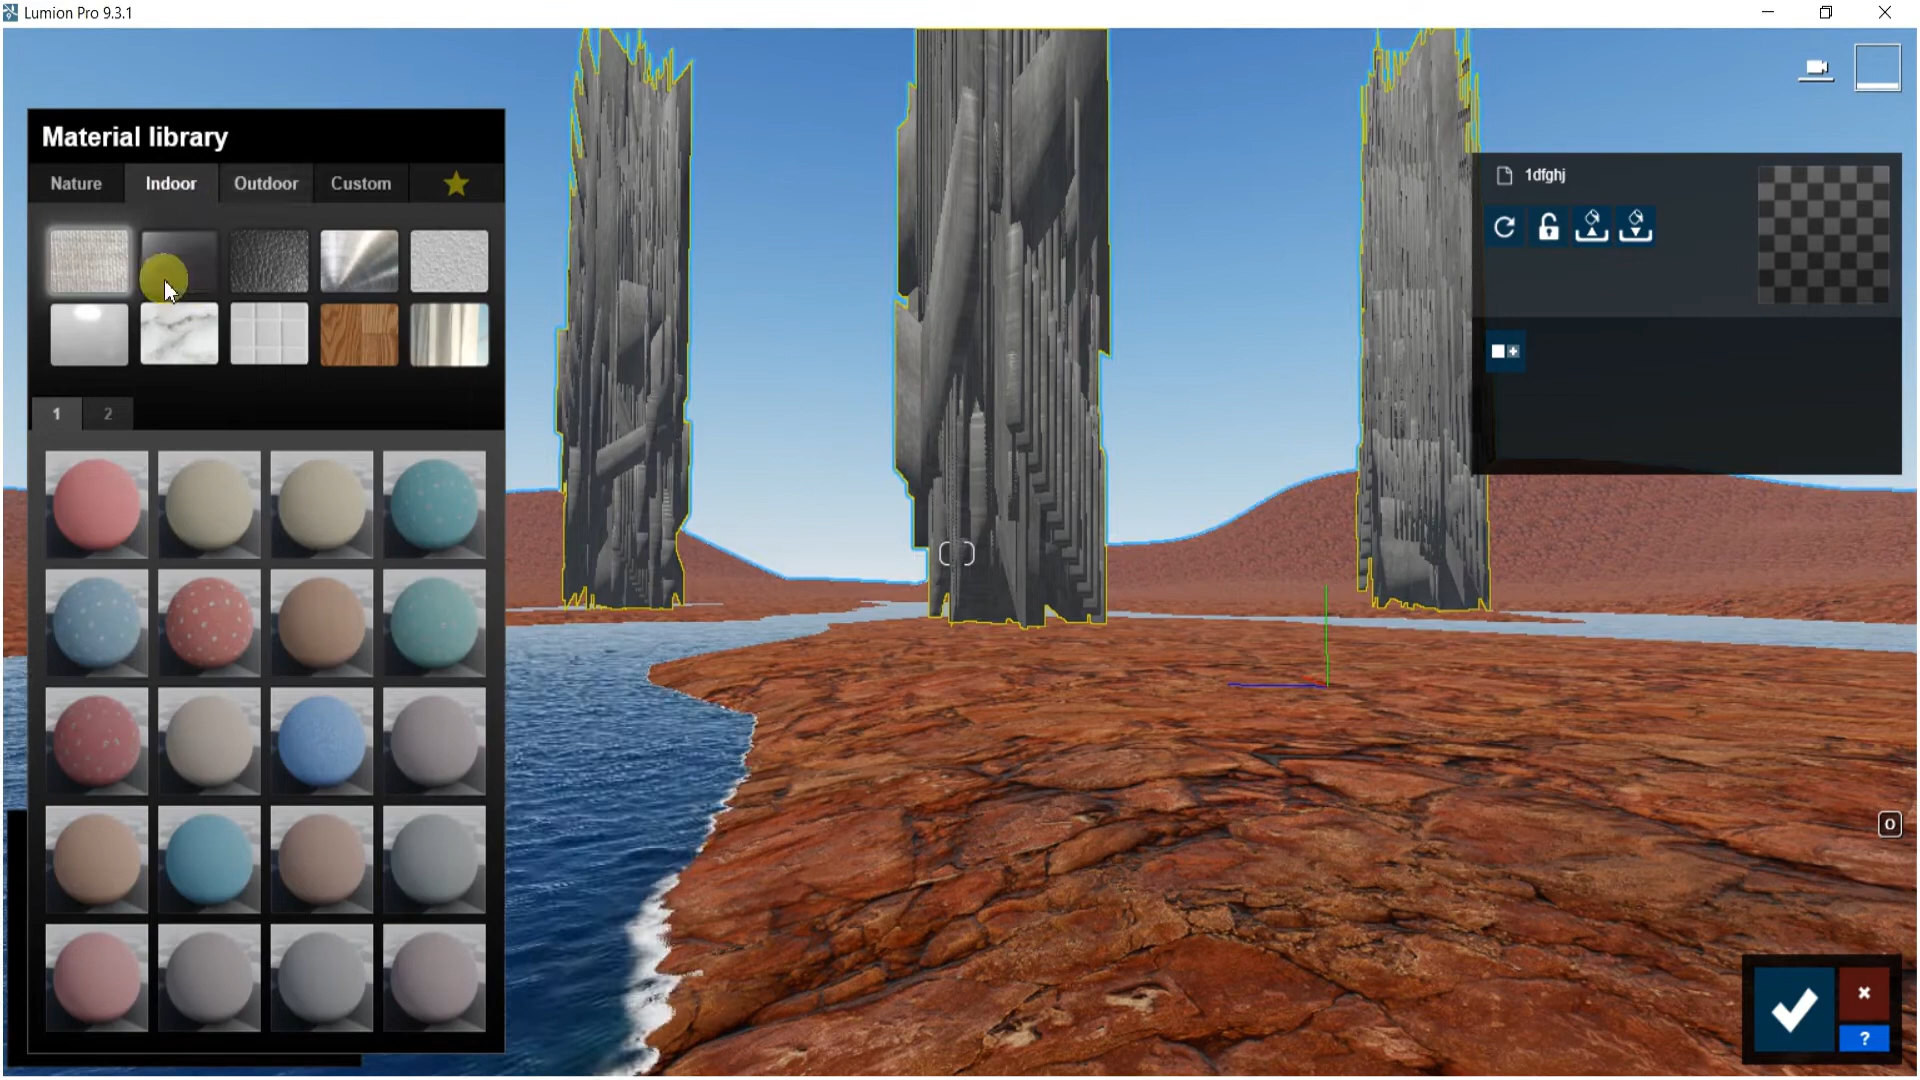 Lumion Pro 9.3.1
Material library
Nature Indoor Outdoor Custom
1dfghj
1 2
O
?